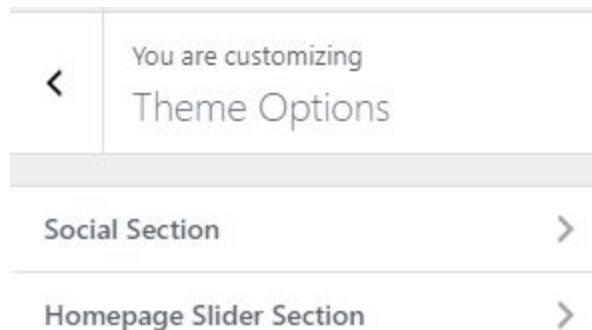 You are customizing
Theme Options
Social Section
Homepage Slider Section